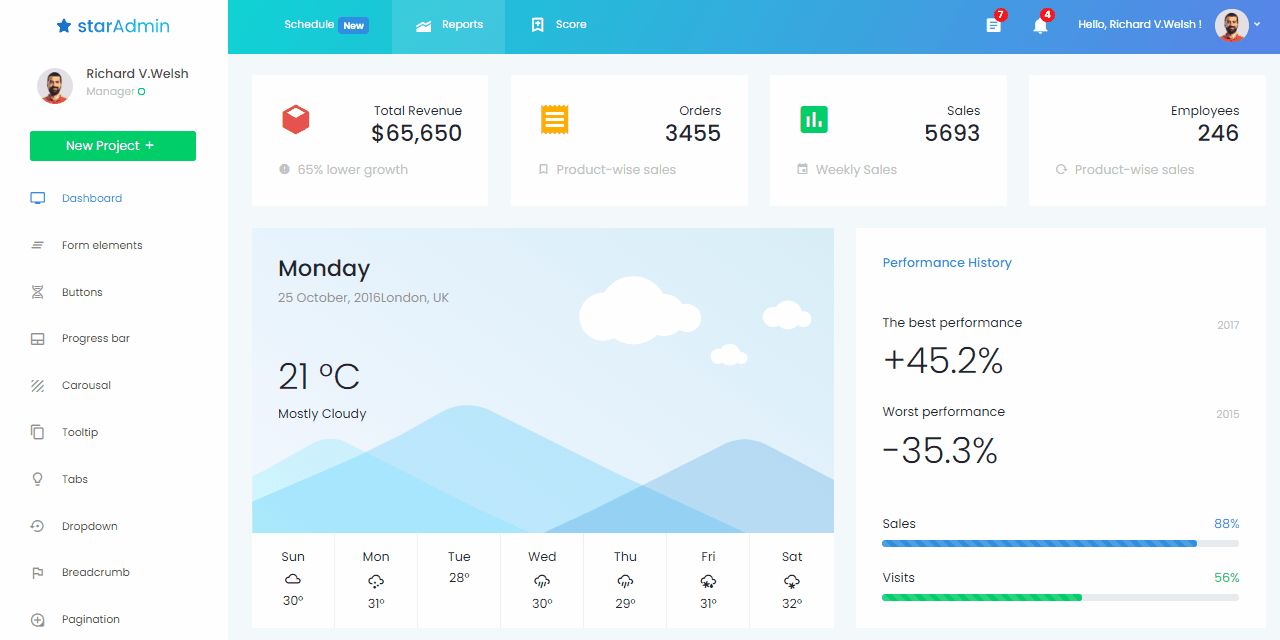 starAdmin
Schedule New
Reports
Score
7
4
Hello, Richard V.Welsh !
Richard V.Welsh
Manager
New Project +
Dashboard
Form elements
Buttons
Progress bar
Carousal
Tooltip
Tabs
Dropdown
Breadcrumb
Pagination
Total Revenue
$65,650
65% lower growth
Orders
3455
Product-wise sales
Sales
5693
Weekly Sales
Employees
246
Product-wise sales
Monday
25 October, 2016London, UK
21 °C
Mostly Cloudy
Sun
30°
Mon
31°
Tue
28°
Wed
30°
Thu
29°
Fri
31°
Sat
32°
Performance History
The best performance
2017
+45.2%
Worst performance
2015
-35.3%
Sales
88%
Visits
56%